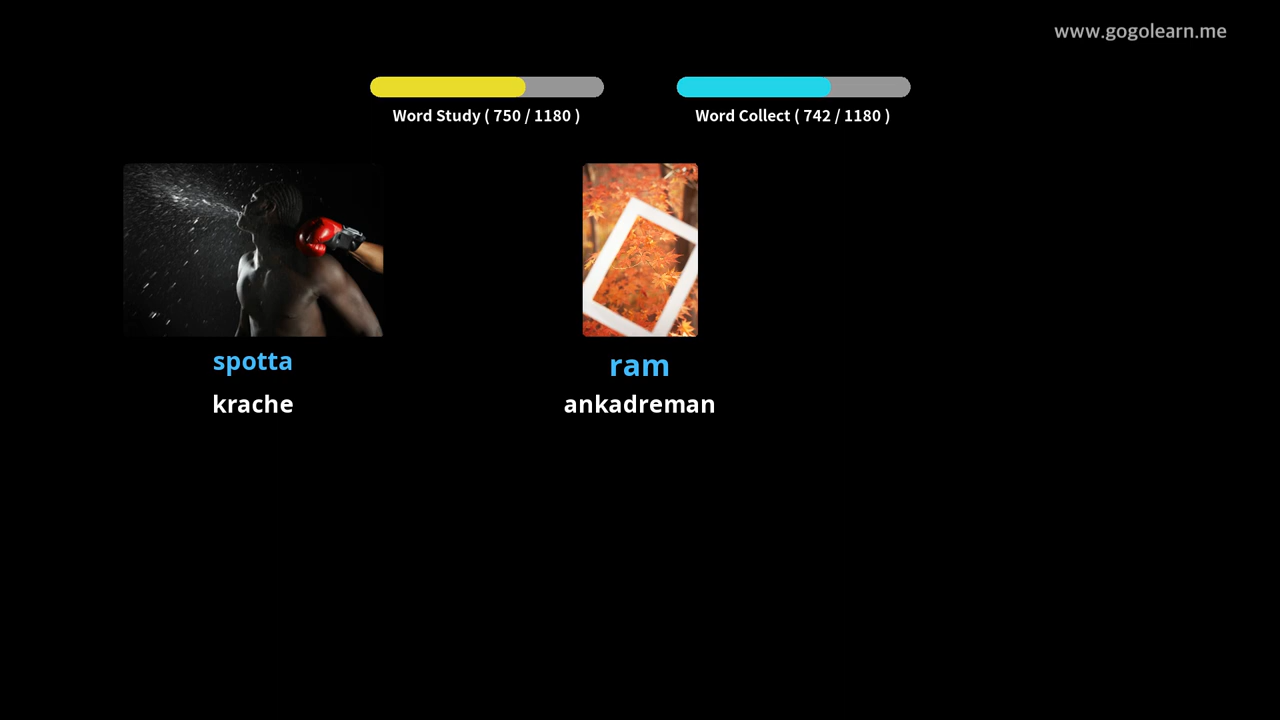 www.gogolearn.me
Word Study ( 750 / 1180 )
Word Collect ( 742 / 1180 )
spotta
krache
ram
ankadreman